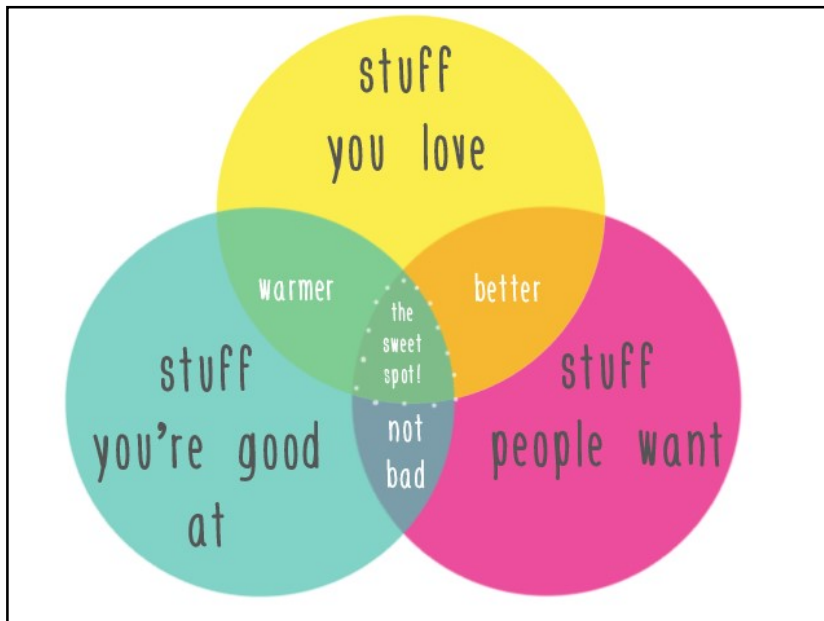 stuff
you love
warmer
better
the
sweet
spot!
stuff
you're good
at
stuff
people want
not
bad